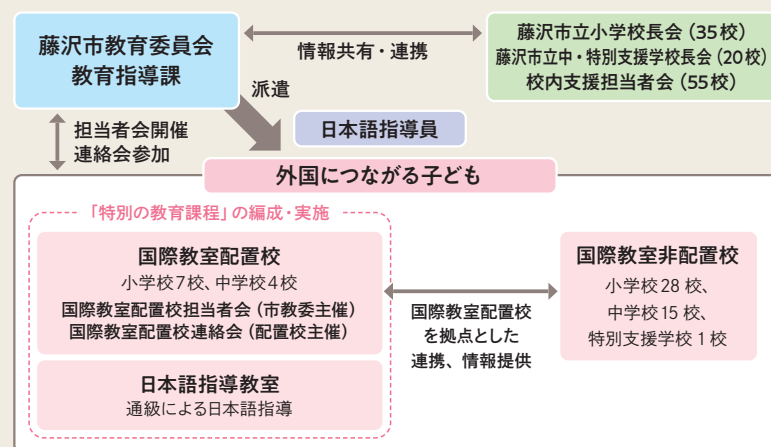 藤沢市教育委員会
教育指導課
情報共有・連携
藤沢市立小学校長会（35校）
藤沢市立中・特別支援学校長会（20校）
校内支援担当者会（55校）
派遣
日本語指導員
担当者会開催
連絡会参加
外国につながる子ども
「特別の教育課程」の編成・実施
国際教室配置校
小学校7校、中学校4校
国際教室配置校担当者会（市教委主催）
国際教室配置校連絡会（配置校主催）
日本語指導教室
通級による日本語指導
国際教室配置校
を拠点とした
連携、情報提供
国際教室非配置校
小学校28校、
中学校15校、
特別支援学校1校